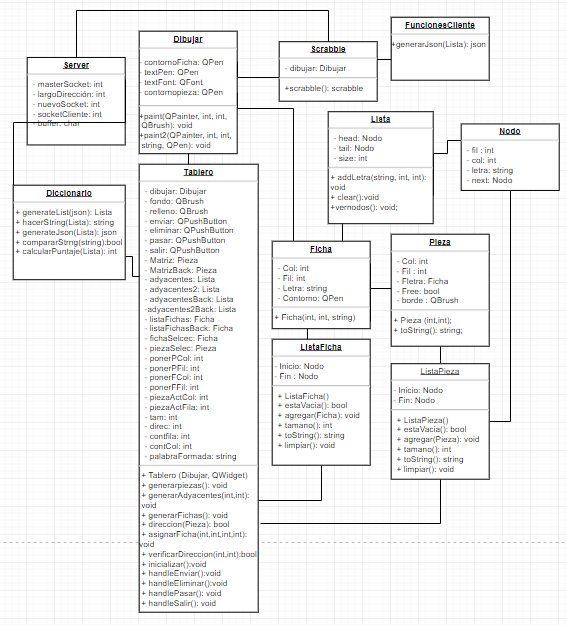 Server
- masterSocket: int
- largoDirección: int
- nuevoSocket: int
- socketCliente: int
- buffer: char
Dibujar
- contornoFicha: QPen
- textPen: QPen
- textFont: QFont
- contornopieza: QPen
+paint(QPainter, int, int,
QBrush): void
+paint2(QPainter, int, int,
string, QPen): void
Scrabble
- dibujar: Dibujar
+scrabble(): scrabble
FuncionesCliente
+generarJson(Lista): json
Lista
- head: Nodo
- tail: Nodo
- size: int
+ addLetra(string, int, int):
void
+ clear():void
+vernodos(): void;
Nodo
- fil : int
- col: int
- letra: string
- next: Nodo
Diccionario
+ generateList(json): Lista
+ hacerString(Lista): string
+ generateJson(Lista): json
+ compararStrng(string):bool
+ calcularPuntaje(Lista): int
Tablero
- dibujar: Dibujar
- fondo: QBrush
- relleno: QBrush
- enviar: QPushButton
- eliminar: QPushButton
- pasar: QPushButton
- salir: QPushButton
- Matriz: Pieza
- MatrizBack: Pieza
- adyacentes: Lista
- adyacentes2: Lista
- adyacentesBack: Lista
-adyacentes2Back: Lista
- listaFichas: Ficha
- listaFichasBack: Ficha
- fichaSelcec: Ficha
- piezaSelec: Pieza
- ponerPCol: int
- ponerPFil: int
- ponerFCol: int
- ponerFFil: int
- piezaActCol: int
- piezaActFila: int
- tam: int
- direc: int
- contfila: int
- contCol: int
- palabraFormada: string
+ Tablero (Dibujar, QWidget)
+ generarpiezas(): void
+ generarAdyacentes(int,int):
void
+ generarFichas(): void
+ direccion(Pieza): bool
+ asignarFicha(int,int,int,int):
void
+ verificarDireccion(int,int):bool
+ inicializar():void
+ handleEnviar():void
+ handleEliminar():void
+ handlePasar(): void
+ handleSalir(): void
Ficha
- Col: int
- Fil: int
- Letra: string
- Contorno: QPen
+ Ficha(int, int, string)
Pieza
- Col: int
- Fil : int
- Fletra: Ficha
- Free: bool
- borde : QBrush
+ Pieza (int,int);
+ toString(): string;
ListaFicha
- Inicio: Nodo
- Fin : Nodo
+ ListaFicha()
+ estaVacia(): bool
+ agregar(Ficha): void
+ tamano(): int
+ toString(): string
+ limpiar(): void
ListaPieza
- Inicio: Nodo
- Fin: Nodo
+ ListaPieza()
+ estaVacia(): bool
+ agregar(Pieza): void
+ tamano(): int
+ toString(): string
+ limpiar(): void